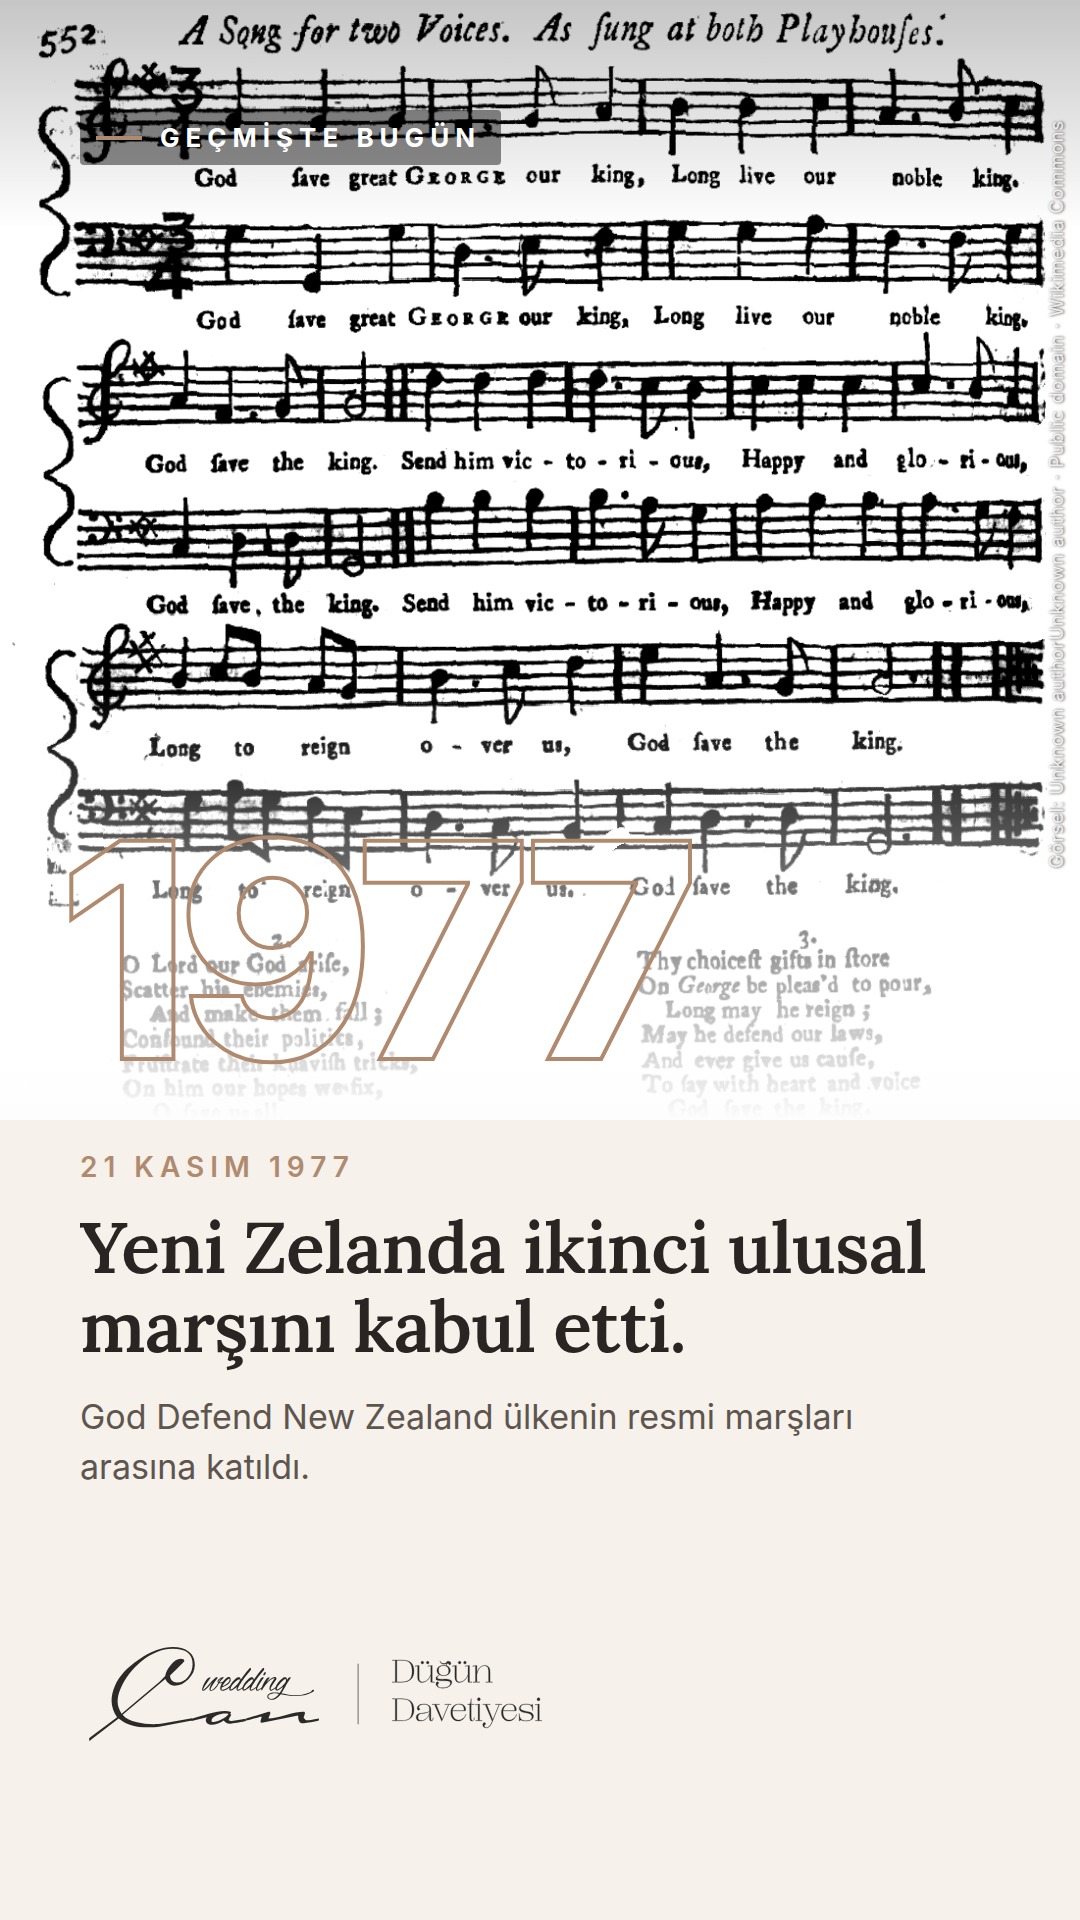 552 A Song for two Voices. As ſung at both Playhouſes.
GEÇMİŞTE BUGÜN
God ſave great GEORGE our king, Long live our noble king.
God ſave great GEORGE our king, Long live our noble king.
God ſave the king. Send him vic - to - ri - ous, Happy and glo - ri - ous,
God ſave, the king. Send him vic - to - ri - ous, Happy and glo - ri - ous,
Long to reign o - ver us, God ſave the king.
Long to reign o - ver us. God ſave the king.
1977
2.
O Lord our God ariſe,
Scatter his enemies,
And make them fall ;
Confound their politics,
Fruſtrate their knaviſh tricks,
On him our hopes we fix,
O ſave us all
3.
Thy choiceſt gifts in ſtore
On George be pleas'd to pour,
Long may he reign ;
May he defend our laws,
And ever give us cauſe,
To ſay with heart and voice
God ſave the king.
Görsel: Unknown authorUnknown author - Public domain - Wikimedia Commons
21 KASIM 1977
Yeni Zelanda ikinci ulusal
marşını kabul etti.
God Defend New Zealand ülkenin resmi marşları
arasına katıldı.
wedding
Can
Düğün
Davetiyesi